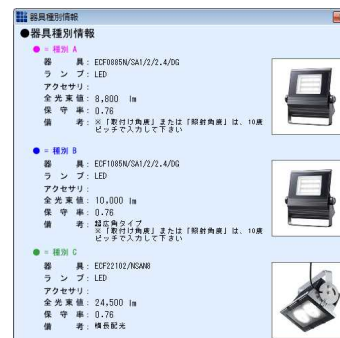 器具種別情報
●器具種別情報
● = 種別 A
器　具: ECF0885N/SA1/2/2.4/DG
ランプ: LED
アクセサリ:
全光束値: 8,800 lm
保守率: 0.76
備　考: ※「取付け角度」または「照射角度」は、10度
ピッチで入力して下さい
● = 種別 B
器　具: ECF1085N/SA1/2/2.4/DG
ランプ: LED
アクセサリ:
全光束値: 10,000 lm
保守率: 0.76
備　考: 超広角タイプ
※「取付け角度」または「照射角度」は、10度
ピッチで入力して下さい
● = 種別 C
器　具: ECF22102/NSAN8
ランプ: LED
アクセサリ:
全光束値: 24,500 lm
保守率: 0.76
備　考: 横長配光